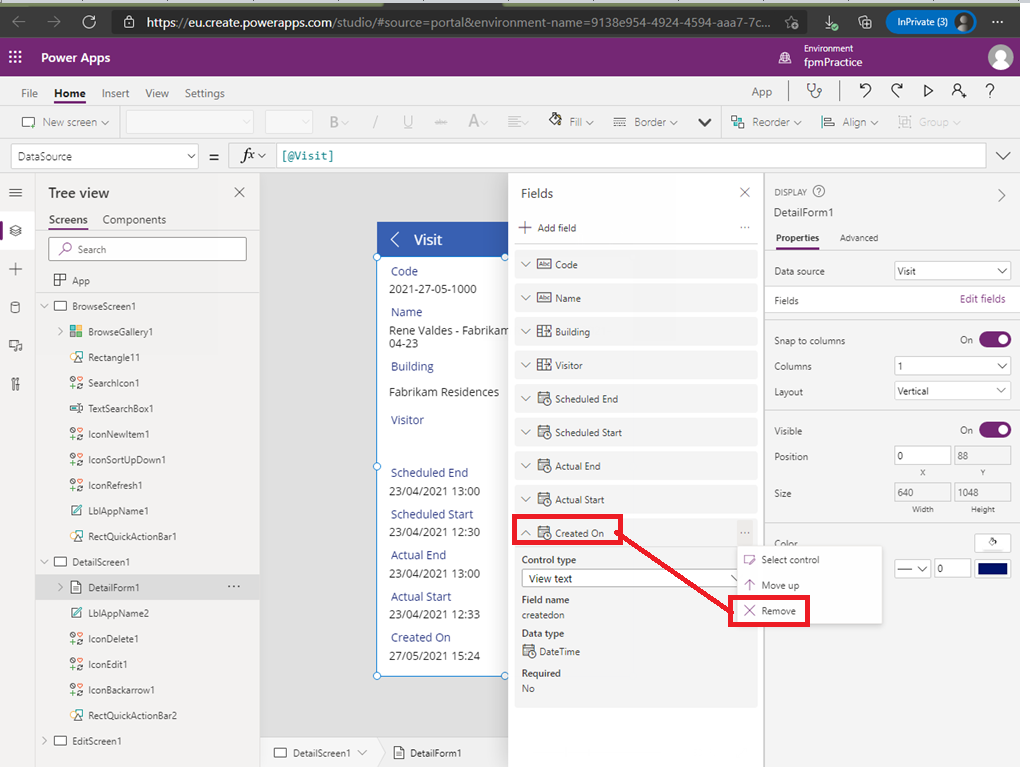 https://eu.create.powerapps.com/studio/#source=portal&environment-name=9138e954-4924-4594-aaa7-7c...
InPrivate (3)
Power Apps
Environment
fpmPractice
File Home Insert View Settings
App
New screen
B / U A
Fill
Border
Reorder
Align
Group
DataSource
= fx [@Visit]
Tree view
Screens Components
Search
App
BrowseScreen1
BrowseGallery1
Rectangle11
SearchIcon1
TextSearchBox1
IconNewItem1
IconSortUpDown1
IconRefresh1
LblAppName1
RectQuickActionBar1
DetailScreen1
DetailForm1
LblAppName2
IconDelete1
IconEdit1
IconBackarrow1
RectQuickActionBar2
EditScreen1
Visit
Code
2021-27-05-1000
Name
Rene Valdes - Fabrikam
04-23
Building
Fabrikam Residences
Visitor
Scheduled End
23/04/2021 13:00
Scheduled Start
23/04/2021 12:30
Actual End
23/04/2021 13:00
Actual Start
23/04/2021 12:33
Created On
27/05/2021 15:24
DetailScreen1
DetailForm1
Fields
Add field
Abc Code
Abc Name
Building
Visitor
Scheduled End
Scheduled Start
Actual End
Actual Start
Created On
Control type
View text
Field name
createdon
Data type
DateTime
Required
No
Select control
Move up
Remove
DISPLAY
DetailForm1
Properties Advanced
Data source Visit
Fields Edit fields
Snap to columns On
Columns 1
Layout Vertical
Visible On
Position 0 88
X Y
Size 640 1048
Width Height
Color
0